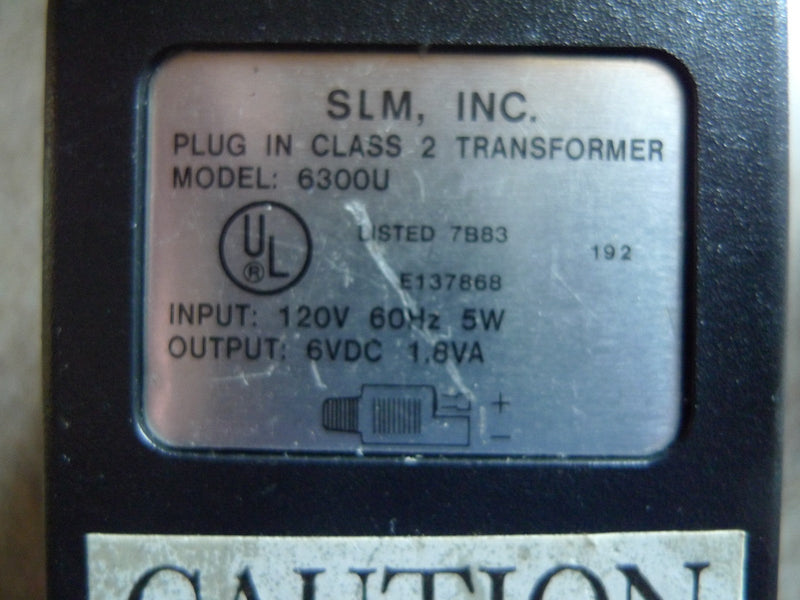 SLM, INC.
PLUG IN CLASS 2 TRANSFORMER
MODEL: 6300U
UL ® LISTED 7B83
192
E137868
INPUT: 120V 60Hz 5W
OUTPUT: 6VDC 1.8VA
+
−
CAUTION